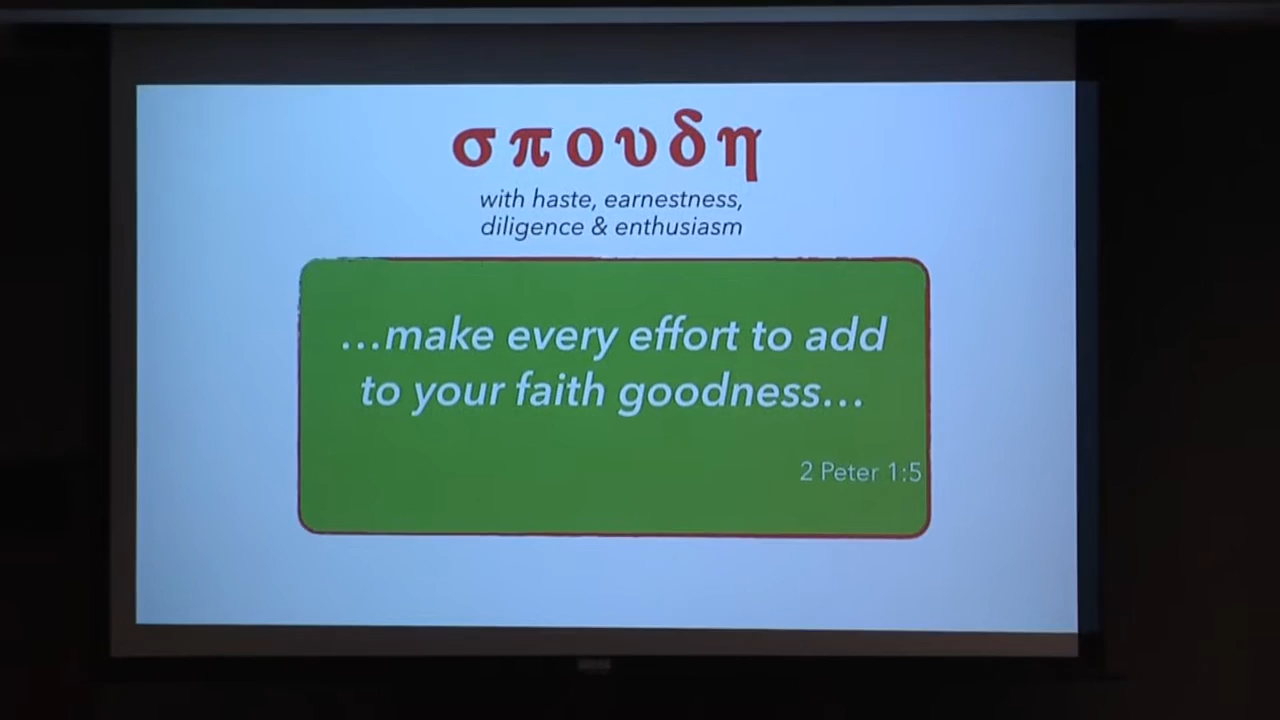 σπουδη
with haste, earnestness,
diligence & enthusiasm
...make every effort to add
to your faith goodness...
2 Peter 1:5